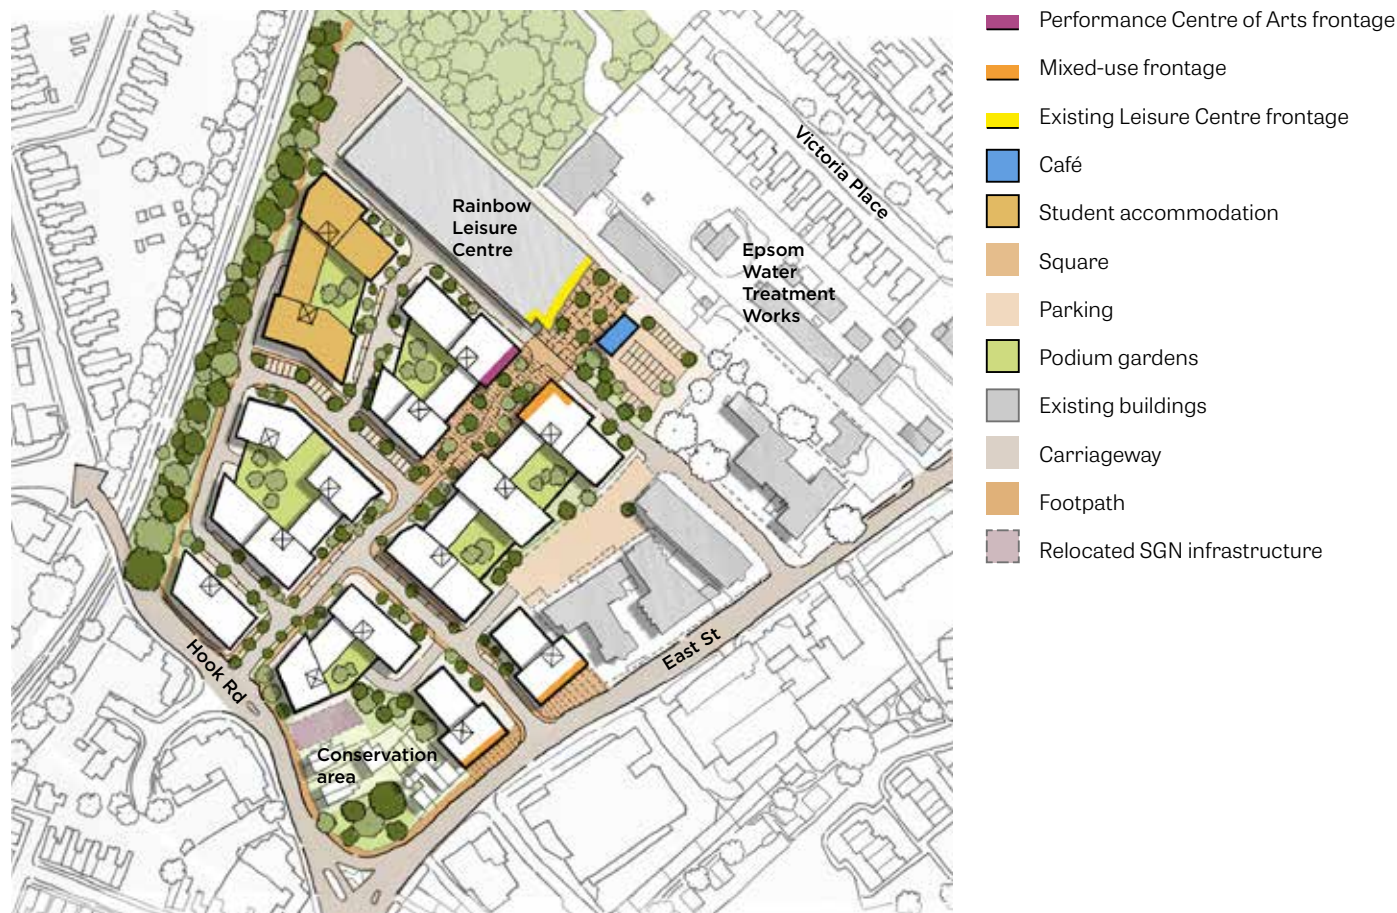 Victoria Place
Rainbow
Leisure
Centre
Epsom
Water
Treatment
Works
East St
Hook Rd
Conservation
area
Performance Centre of Arts frontage
Mixed-use frontage
Existing Leisure Centre frontage
Café
Student accommodation
Square
Parking
Podium gardens
Existing buildings
Carriageway
Footpath
Relocated SGN infrastructure